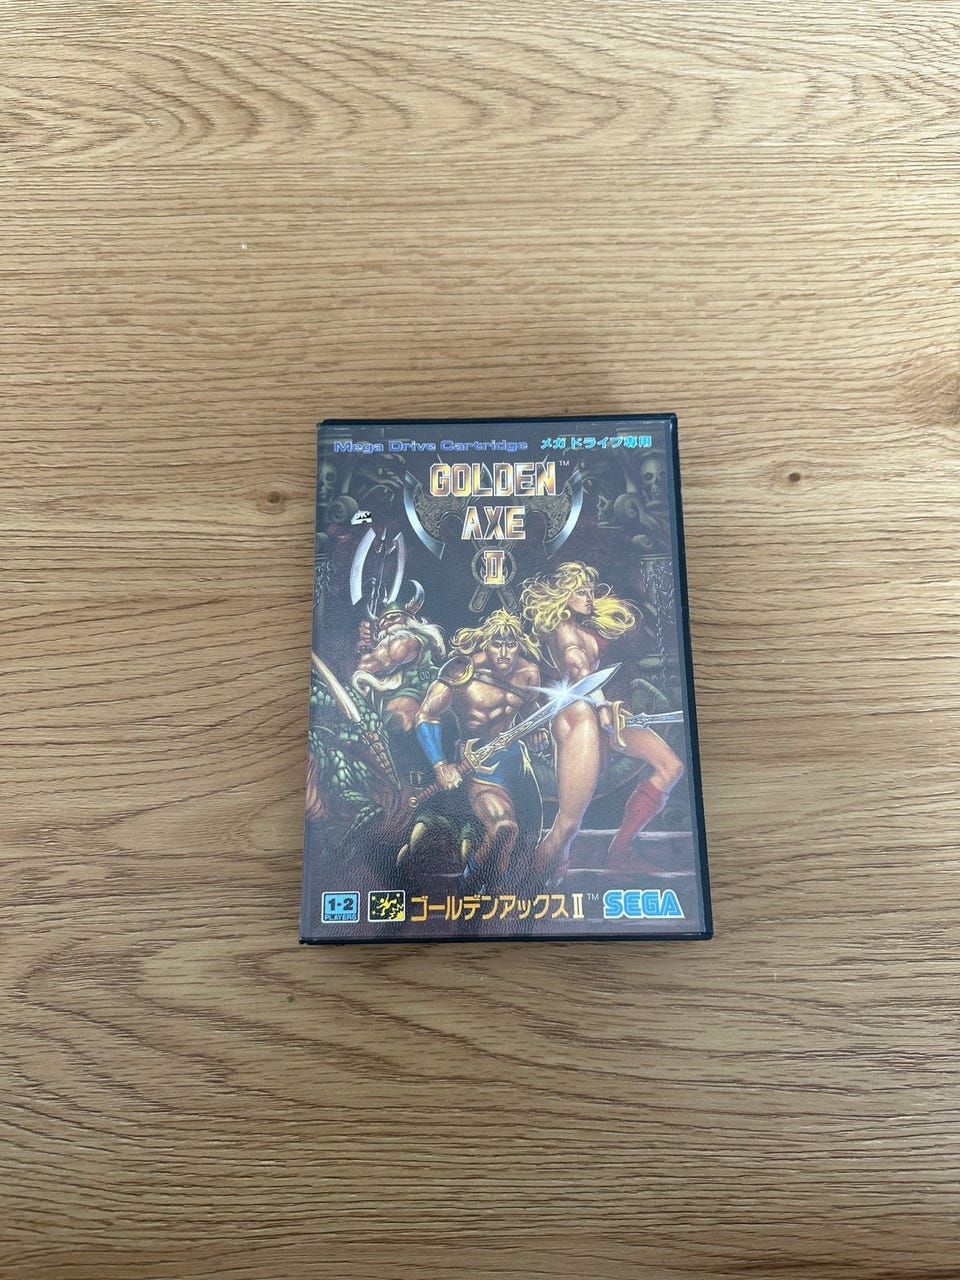 Mega Drive Cartridge メガドライブ専用
GOLDEN™
AXE
II
1-2
PLAYERS
ゴールデンアックスII™ SEGA